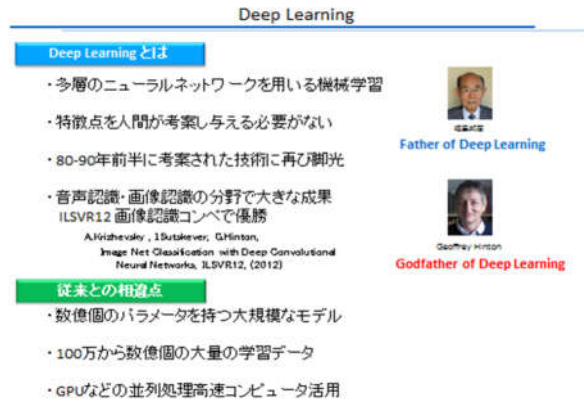 Deep Learning
Deep Learning とは
・多層のニューラルネットワークを用いる機械学習
・特徴点を人間が考案し与える必要がない
・80-90年前半に考案された技術に再び脚光
・音声認識・画像認識の分野で大きな成果
ILSVR12 画像認識コンペで優勝
A.Krizhevsky , I.Sutskever, G.Hinton,
Image Net Classification with Deep Convolutional
Neural Networks, ILSVR12, (2012)
Father of Deep Learning
Geoffrey Hinton
Godfather of Deep Learning
従来との相違点
・数億個のパラメータを持つ大規模なモデル
・100万から数億個の大量の学習データ
・GPUなどの並列処理高速コンピュータ活用